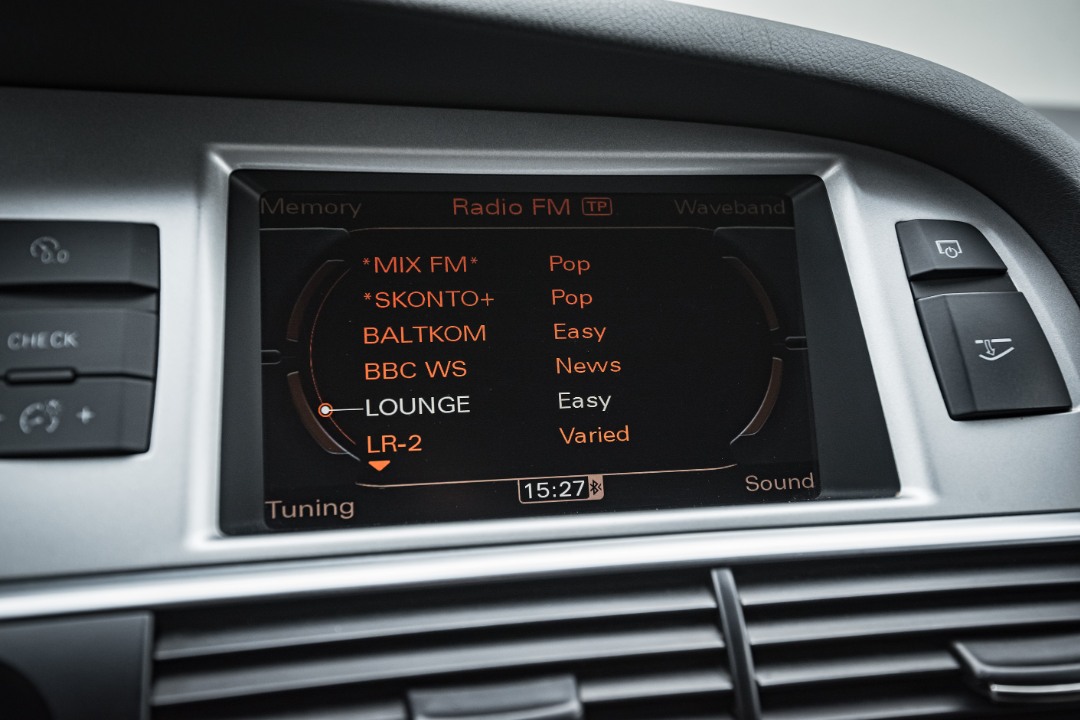 Memory Radio FM TP Waveband
*MIX FM* Pop
*SKONTO+ Pop
BALTKOM Easy
BBC WS News
LOUNGE Easy
LR-2 Varied
Tuning 15:27 Sound
CHECK
- +